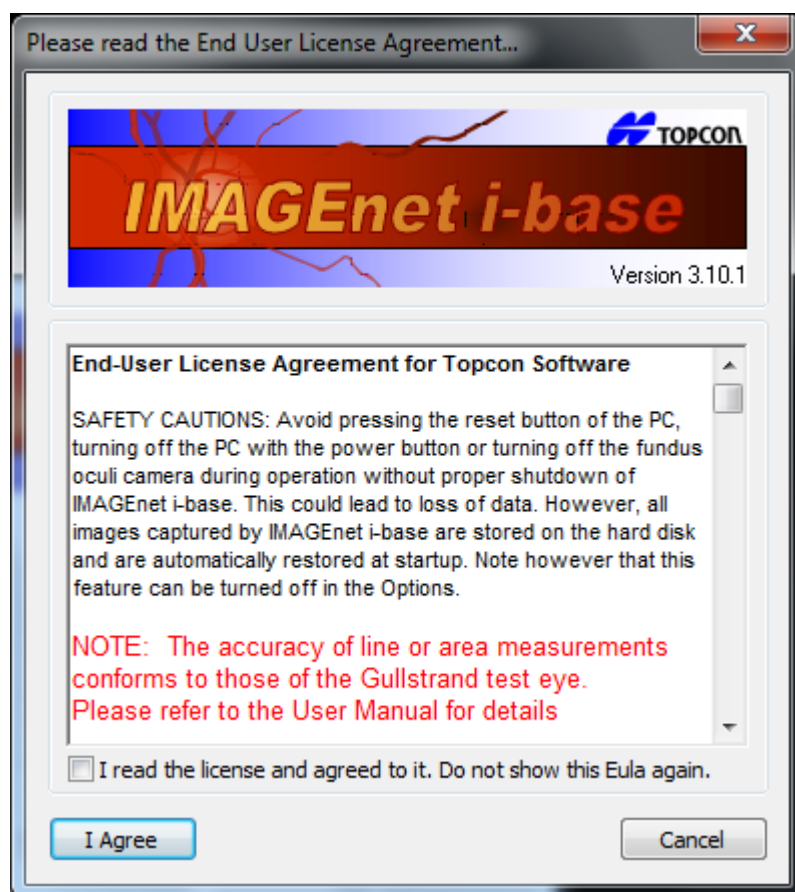 Please read the End User License Agreement...
TOPCON
IMAGEnet i-base
Version 3.10.1
End-User License Agreement for Topcon Software
SAFETY CAUTIONS: Avoid pressing the reset button of the PC,
turning off the PC with the power button or turning off the fundus
oculi camera during operation without proper shutdown of
IMAGEnet i-base. This could lead to loss of data. However, all
images captured by IMAGEnet i-base are stored on the hard disk
and are automatically restored at startup. Note however that this
feature can be turned off in the Options.
NOTE: The accuracy of line or area measurements
conforms to those of the Gullstrand test eye.
Please refer to the User Manual for details
I read the license and agreed to it. Do not show this Eula again.
I Agree
Cancel